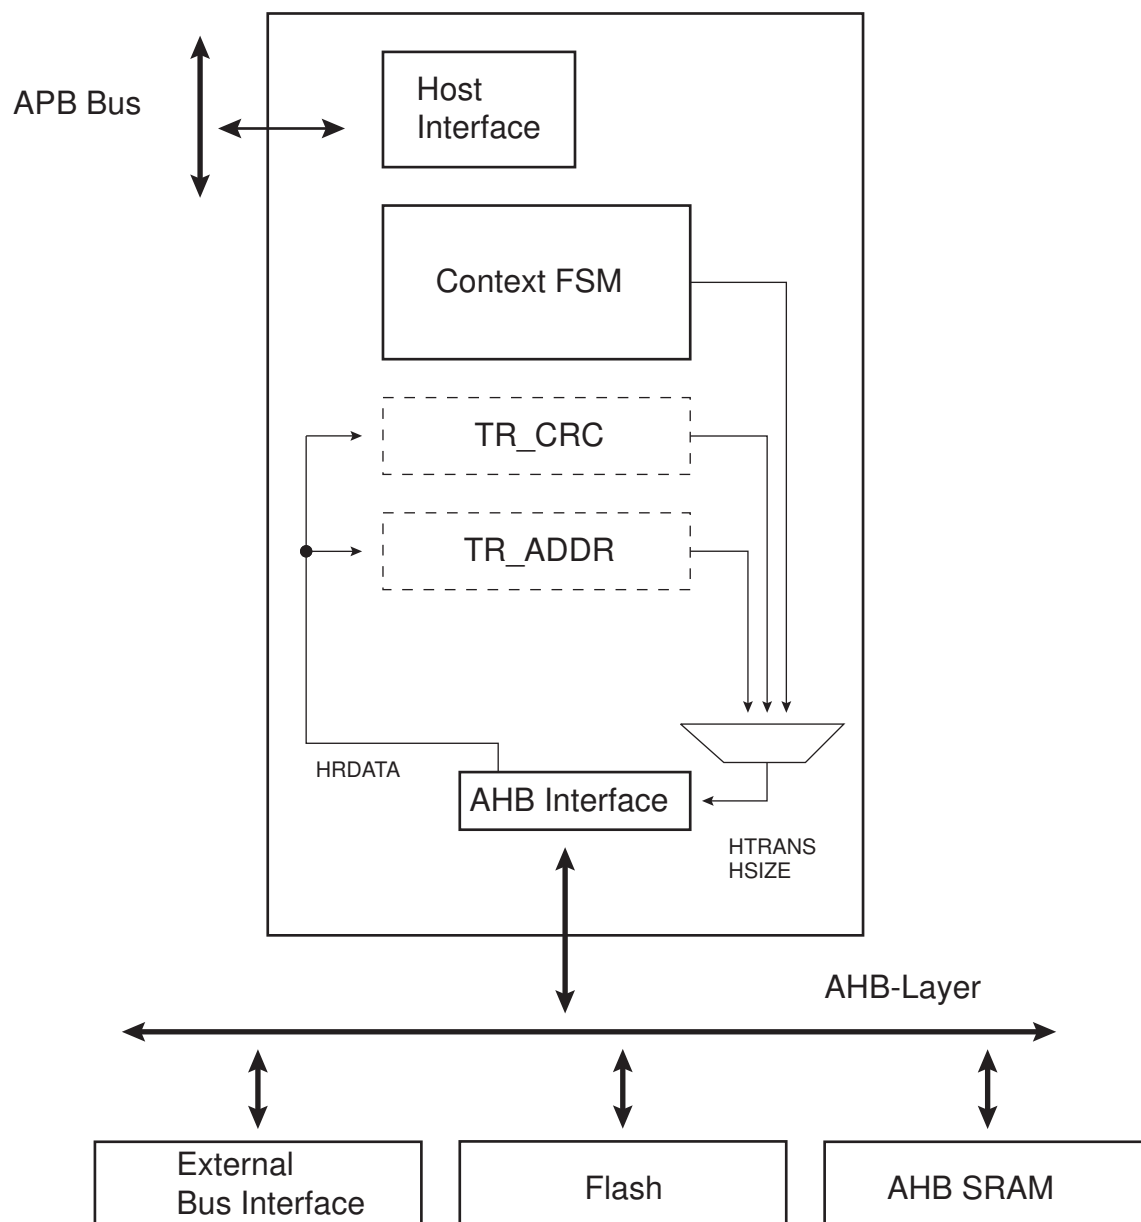 APB Bus
Host
Interface
Context FSM
TR_CRC
TR_ADDR
HRDATA
AHB Interface
HTRANS
HSIZE
AHB-Layer
External
Bus Interface
Flash
AHB SRAM